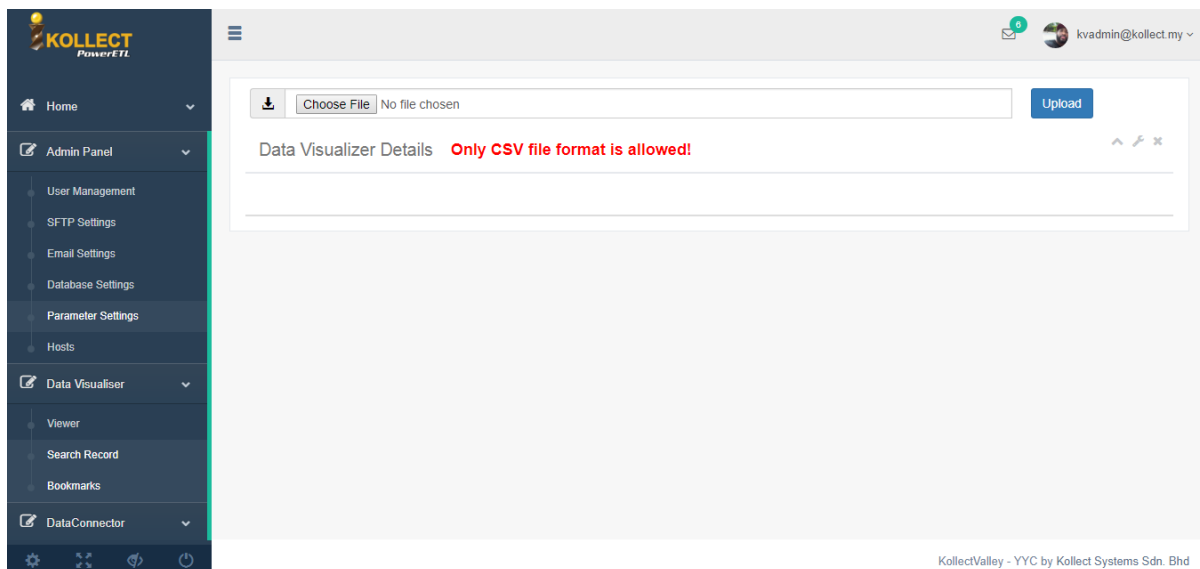 KOLLECT
PowerETL
6
kvadmin@kollect.my
Home
Admin Panel
User Management
SFTP Settings
Email Settings
Database Settings
Parameter Settings
Hosts
Data Visualiser
Viewer
Search Record
Bookmarks
DataConnector
Choose File No file chosen
Upload
Data Visualizer Details Only CSV file format is allowed!
KollectValley - YYC by Kollect Systems Sdn. Bhd